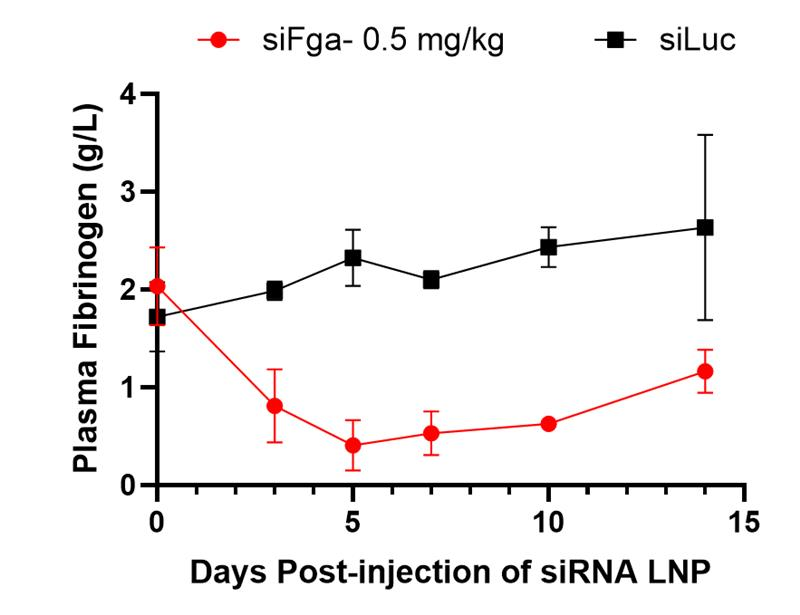 siFga- 0.5 mg/kg siLuc
Plasma Fibrinogen (g/L)
4
3
2
1
0
0 5 10 15
Days Post-injection of siRNA LNP